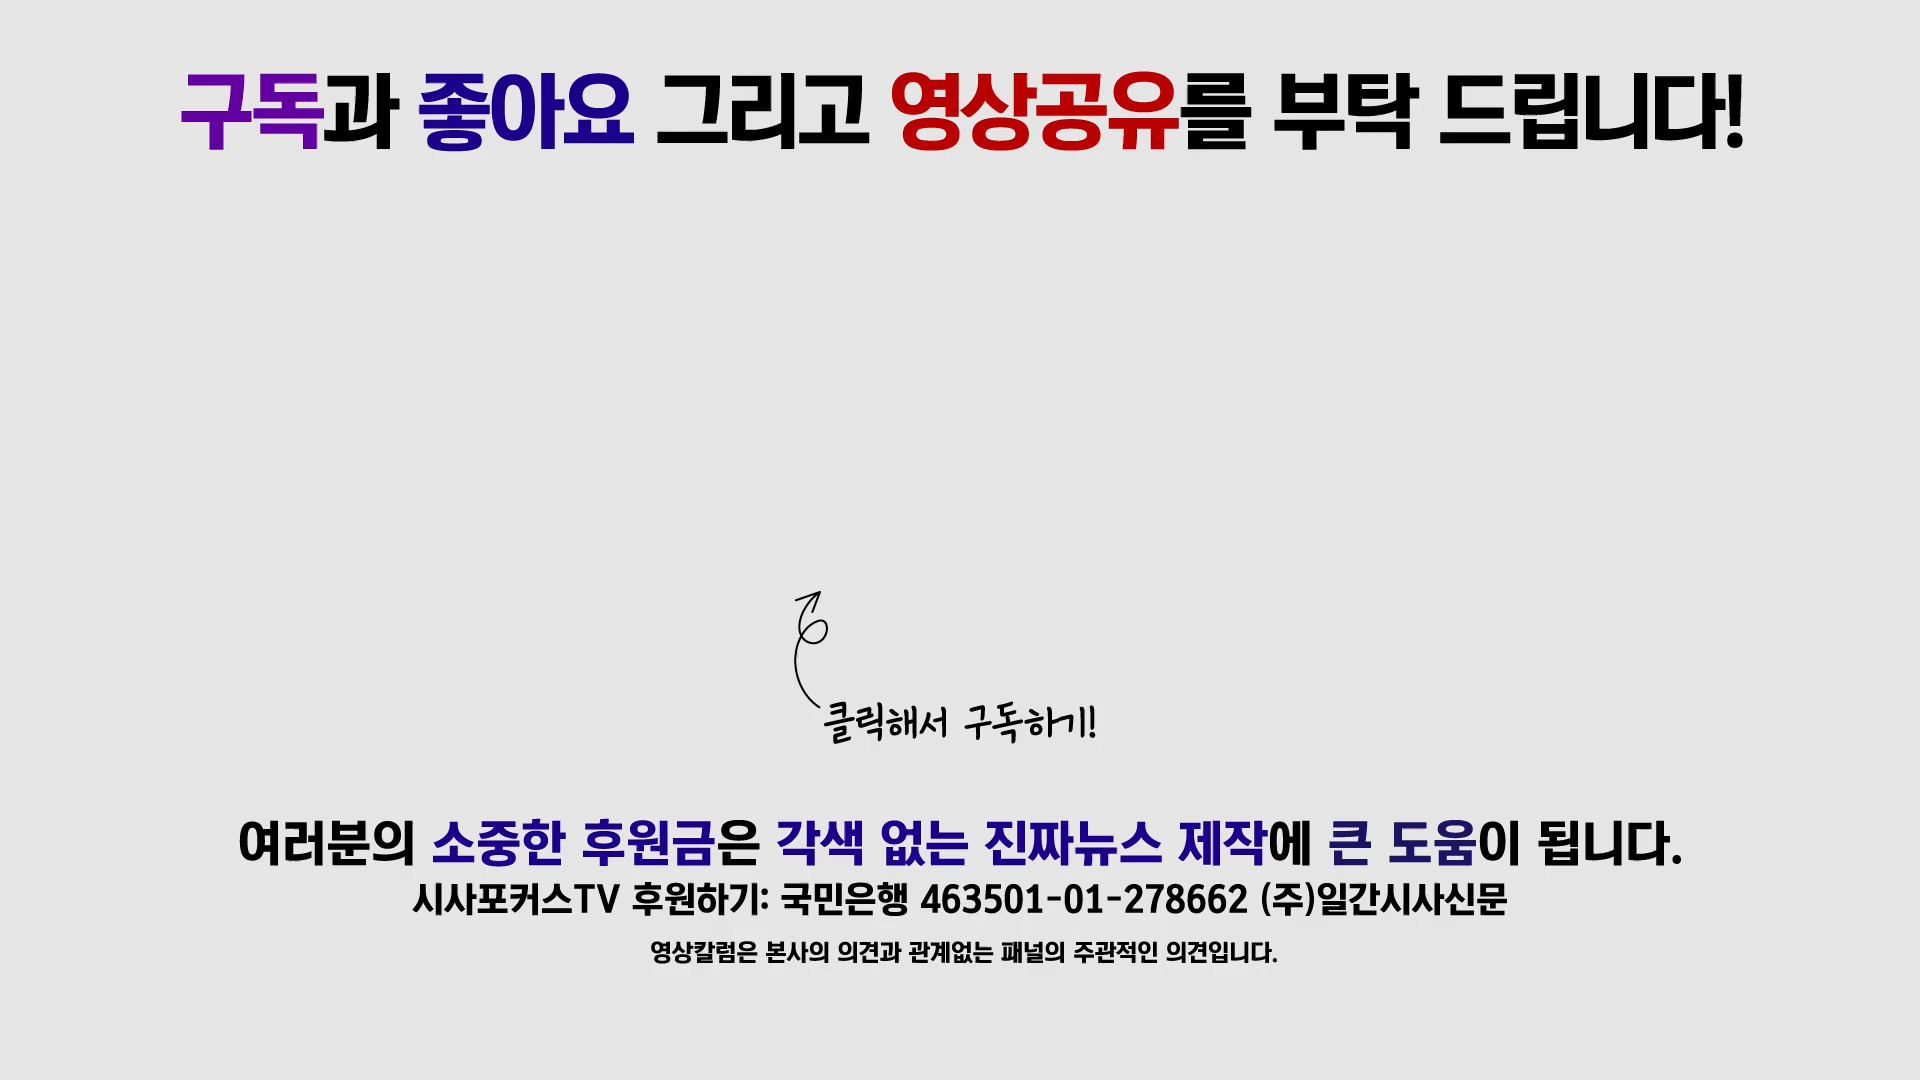 구독과 좋아요 그리고 영상공유를 부탁 드립니다!
클릭해서 구독하기!
여러분의 소중한 후원금은 각색 없는 진짜뉴스 제작에 큰 도움이 됩니다.
시사포커스TV 후원하기: 국민은행 463501-01-278662 (주)일간시사신문
영상칼럼은 본사의 의견과 관계없는 패널의 주관적인 의견입니다.